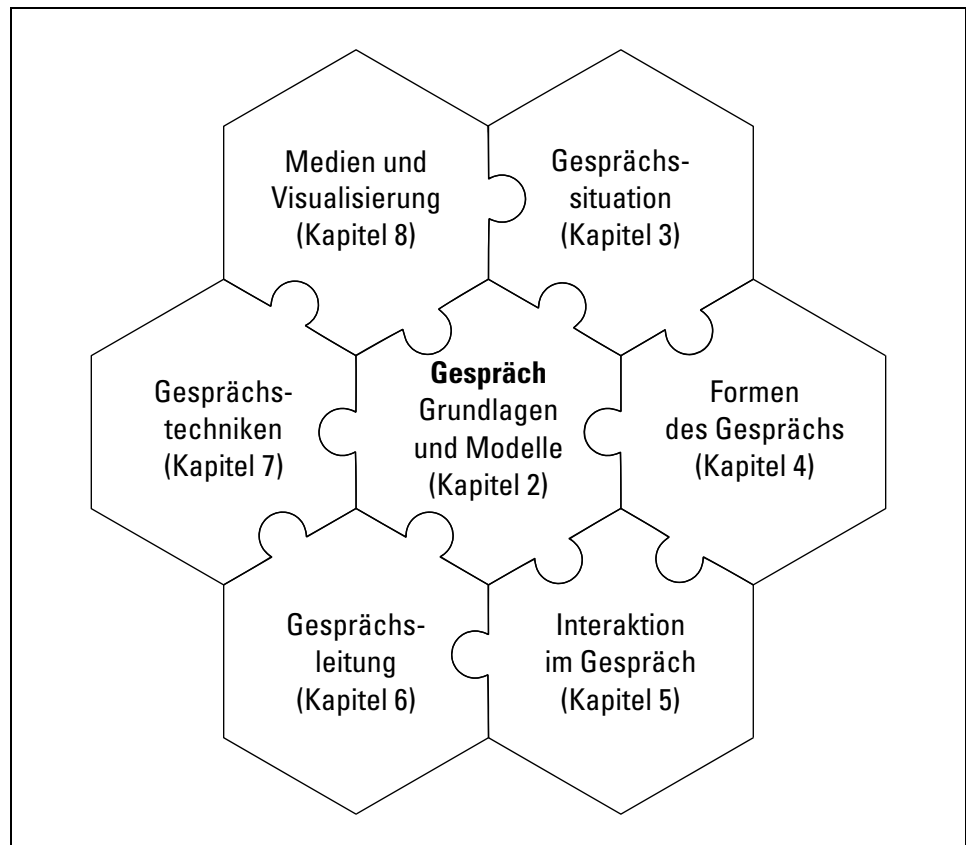 Medien und
Visualisierung
(Kapitel 8)
Gesprächs-
situation
(Kapitel 3)
Gesprächs-
techniken
(Kapitel 7)
Gespräch
Grundlagen
und Modelle
(Kapitel 2)
Formen
des Gesprächs
(Kapitel 4)
Gesprächs-
leitung
(Kapitel 6)
Interaktion
im Gespräch
(Kapitel 5)